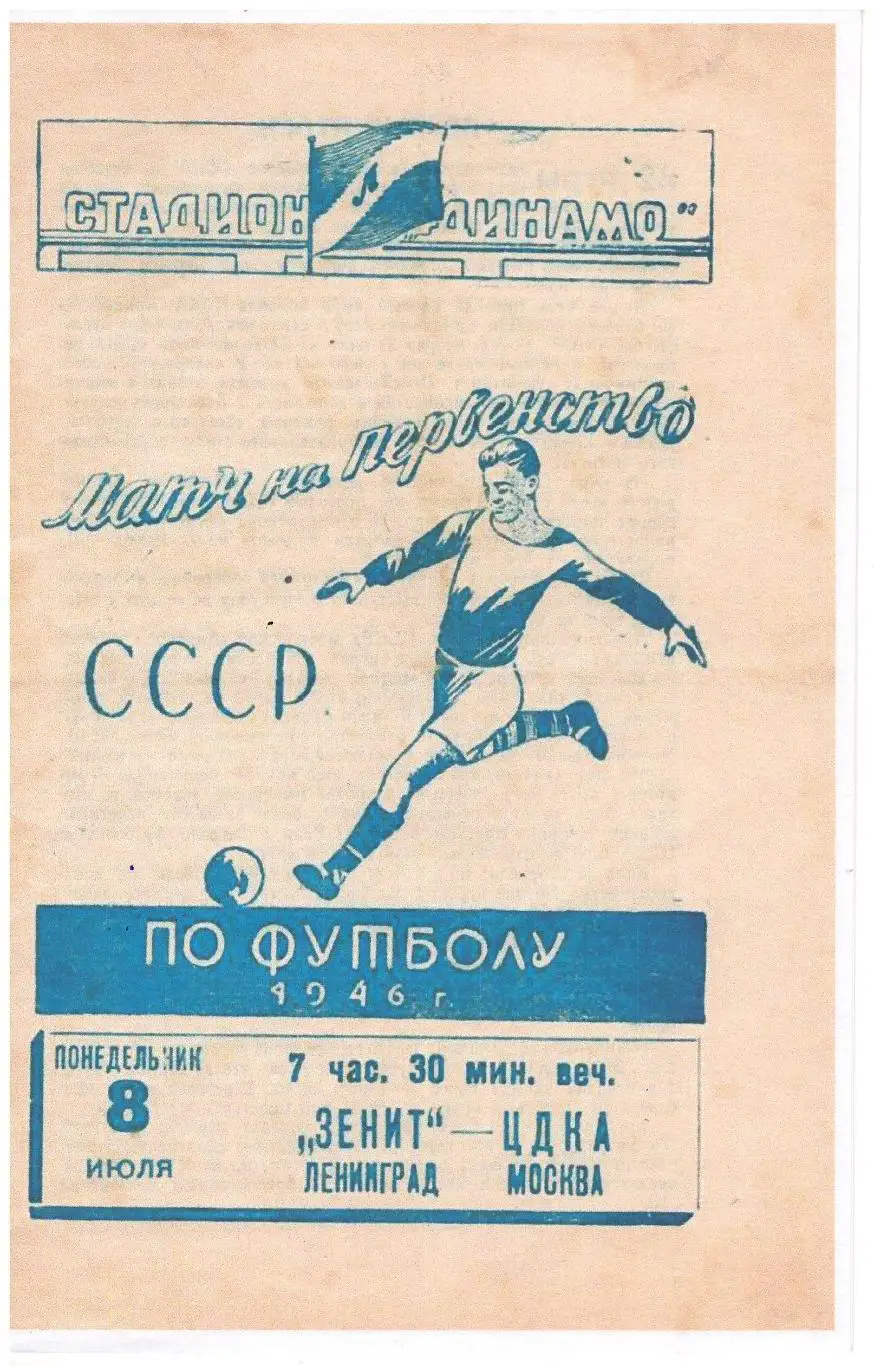 СТАДИОН „ДИНАМО"
Матч на первенство
СССР
ПО ФУТБОЛУ
1946 г.
ПОНЕДЕЛЬНИК
8
ИЮЛЯ
7 час. 30 мин. веч.
„ЗЕНИТ" — ЦДКА
ЛЕНИНГРАД МОСКВА